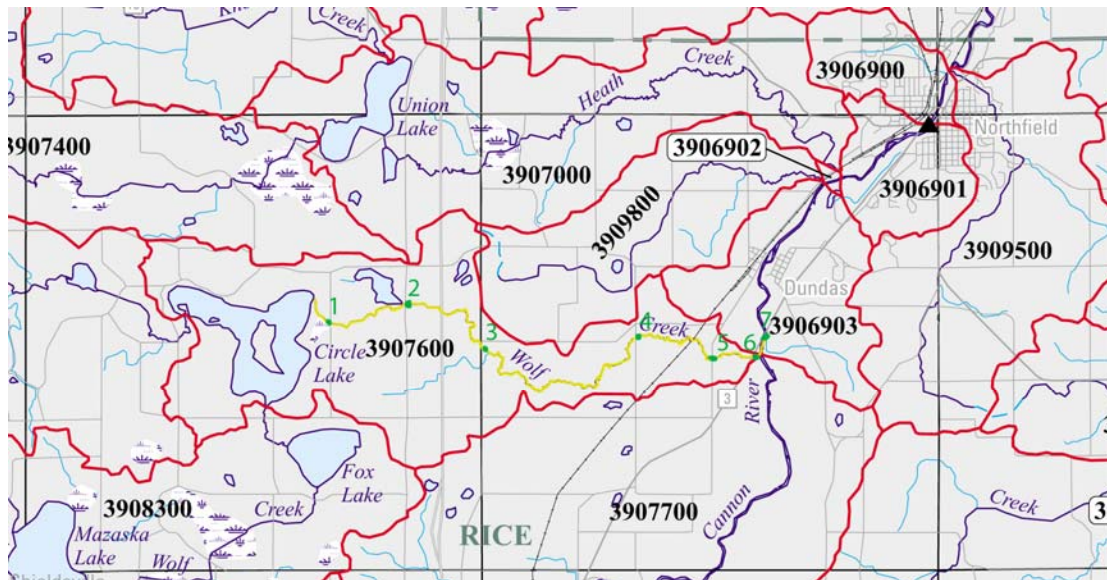 Creek
Creek
Heath
Union
Lake
3906900
Northfield
3907400
3906902
3907000
3906901
3909800
3909500
Dundas
1
2
3
4
5
6
7
Circle
Lake
3907600
Wolf
Creek
3906903
3
River
Cannon
Fox
Lake
Creek
3908300
Mazaska
Lake
Wolf
RICE
3907700
Creek